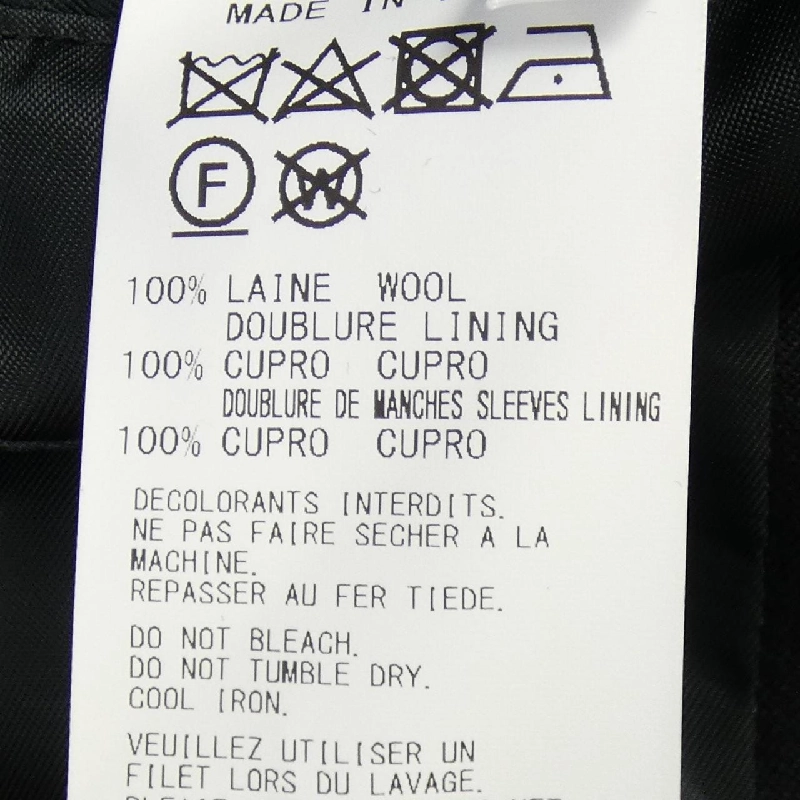 MADE IN
F
W
100% LAINE WOOL
DOUBLURE LINING
100% CUPRO CUPRO
DOUBLURE DE MANCHES SLEEVES LINING
100% CUPRO CUPRO
DECOLORANTS INTERDITS.
NE PAS FAIRE SECHER A LA
MACHINE.
REPASSER AU FER TIEDE.
DO NOT BLEACH.
DO NOT TUMBLE DRY.
COOL IRON.
VEUILLEZ UTILISER UN
FILET LORS DU LAVAGE.